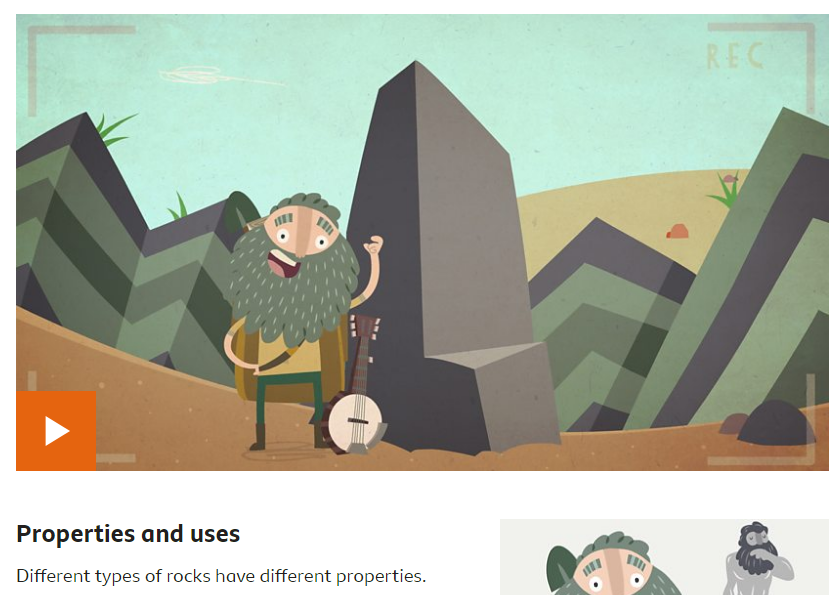 REC
Properties and uses
Different types of rocks have different properties.